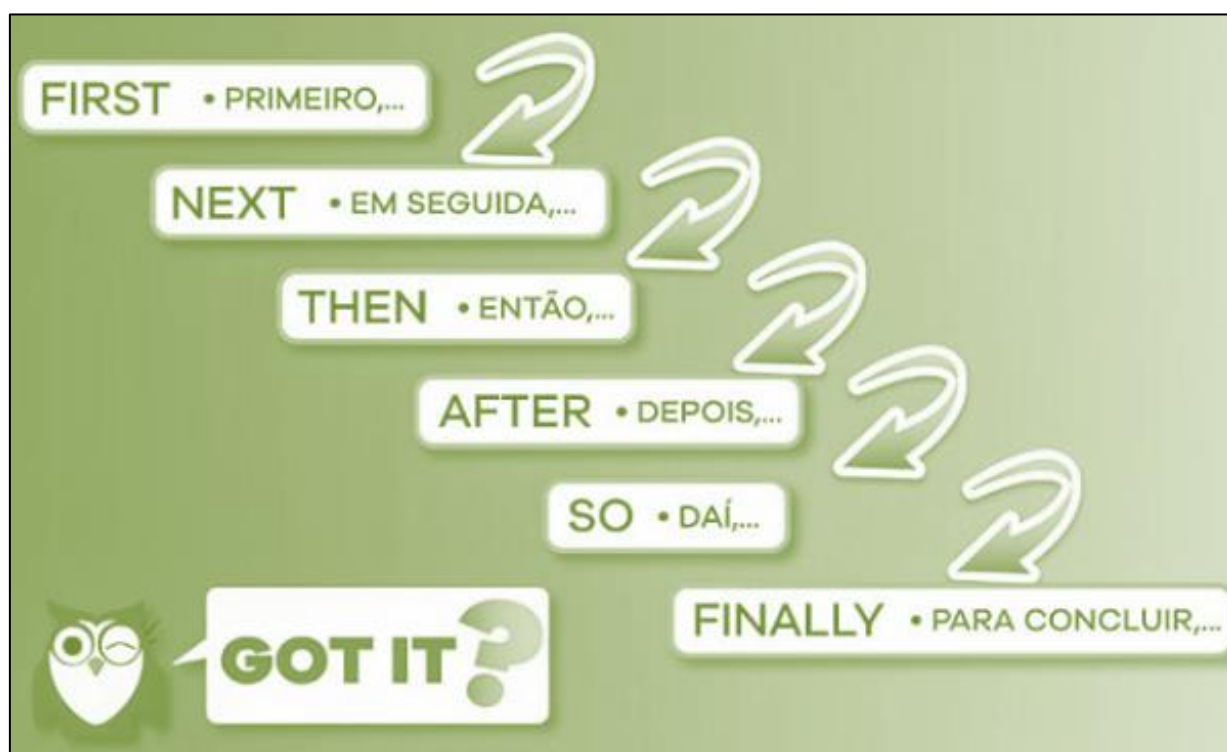 FIRST • PRIMEIRO,...
NEXT • EM SEGUIDA,...
THEN • ENTÃO,...
AFTER • DEPOIS,...
SO • DAÍ,...
FINALLY • PARA CONCLUIR,...
GOT IT?